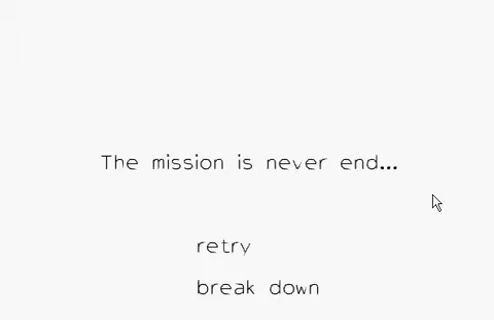 The mission is never end...
retry
break down